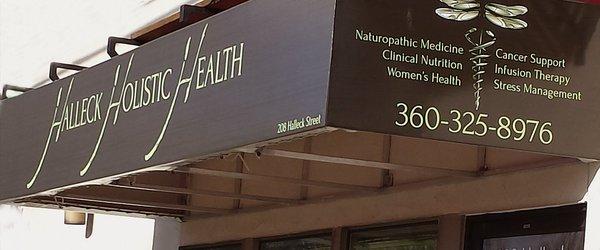 Halleck Holistic Health
208 Halleck Street
Naturopathic Medicine
Clinical Nutrition
Women's Health
Cancer Support
Infusion Therapy
Stress Management
360-325-8976